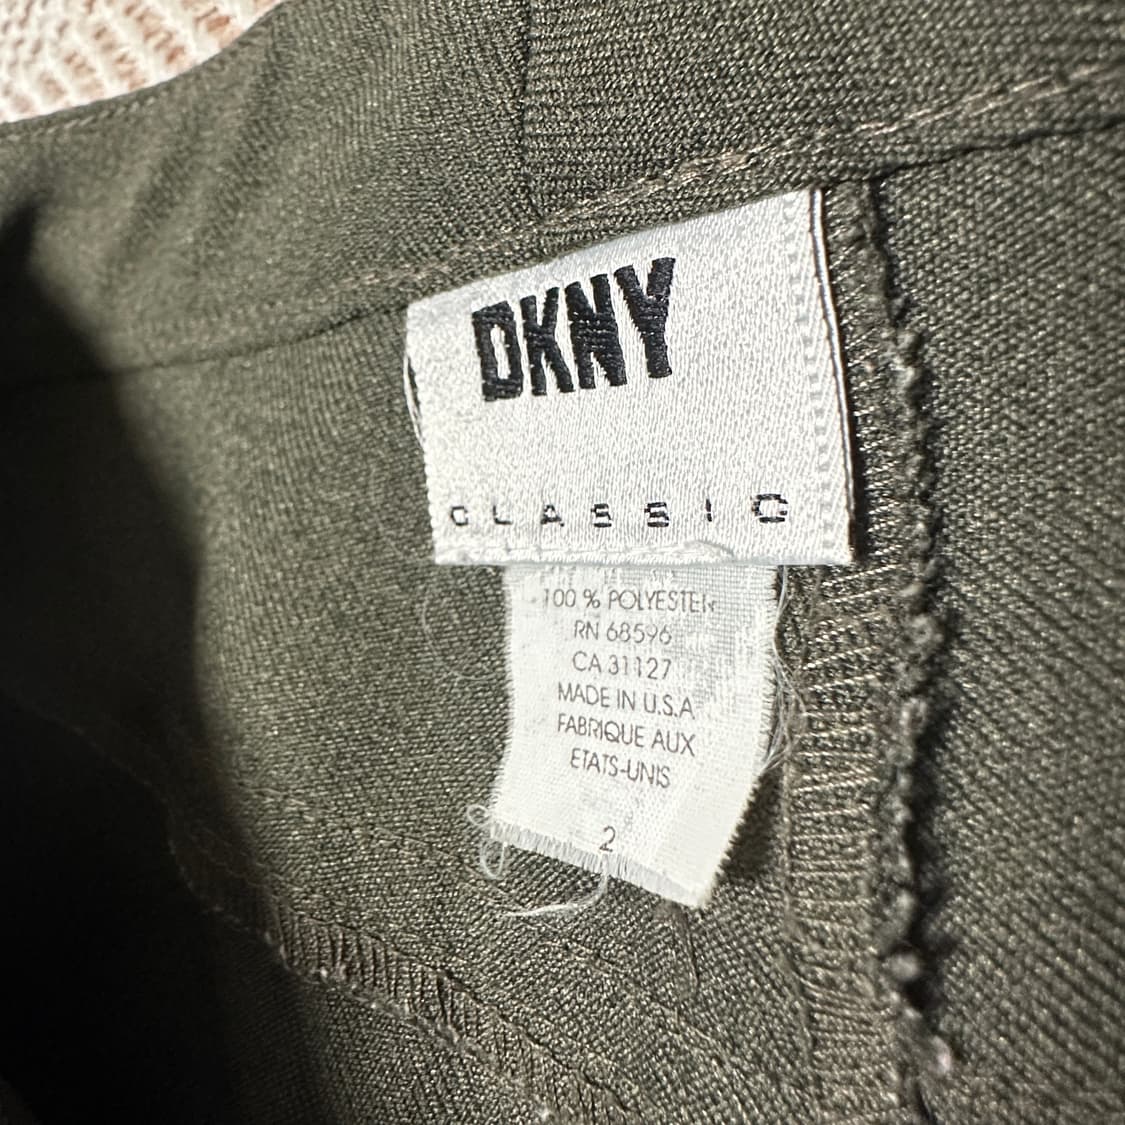 DKNY
CLASSIC
100 % POLYESTER
RN 68596
CA 31127
MADE IN U.S.A
FABRIQUE AUX
ETATS-UNIS
2